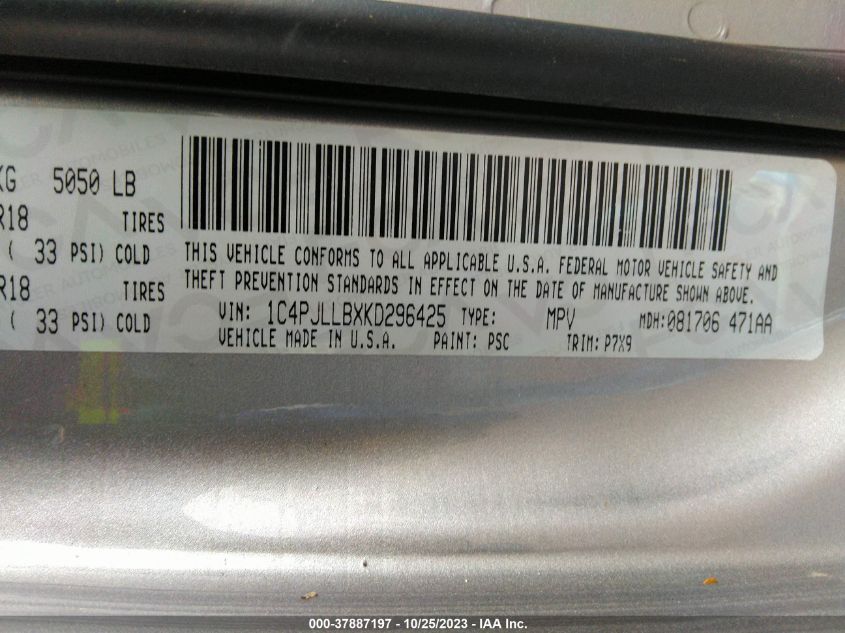 KG 5050 LB
R18 TIRES
( 33 PSI) COLD
R18 TIRES
( 33 PSI) COLD
THIS VEHICLE CONFORMS TO ALL APPLICABLE U.S.A. FEDERAL MOTOR VEHICLE SAFETY AND
THEFT PREVENTION STANDARDS IN EFFECT ON THE DATE OF MANUFACTURE SHOWN ABOVE.
VIN: 1C4PJLLBXKD296425 TYPE: MPV MDH:081706 471AA
VEHICLE MADE IN U.S.A. PAINT: PSC TRIM: P7X9
000-37887197 - 10/25/2023 - IAA Inc.